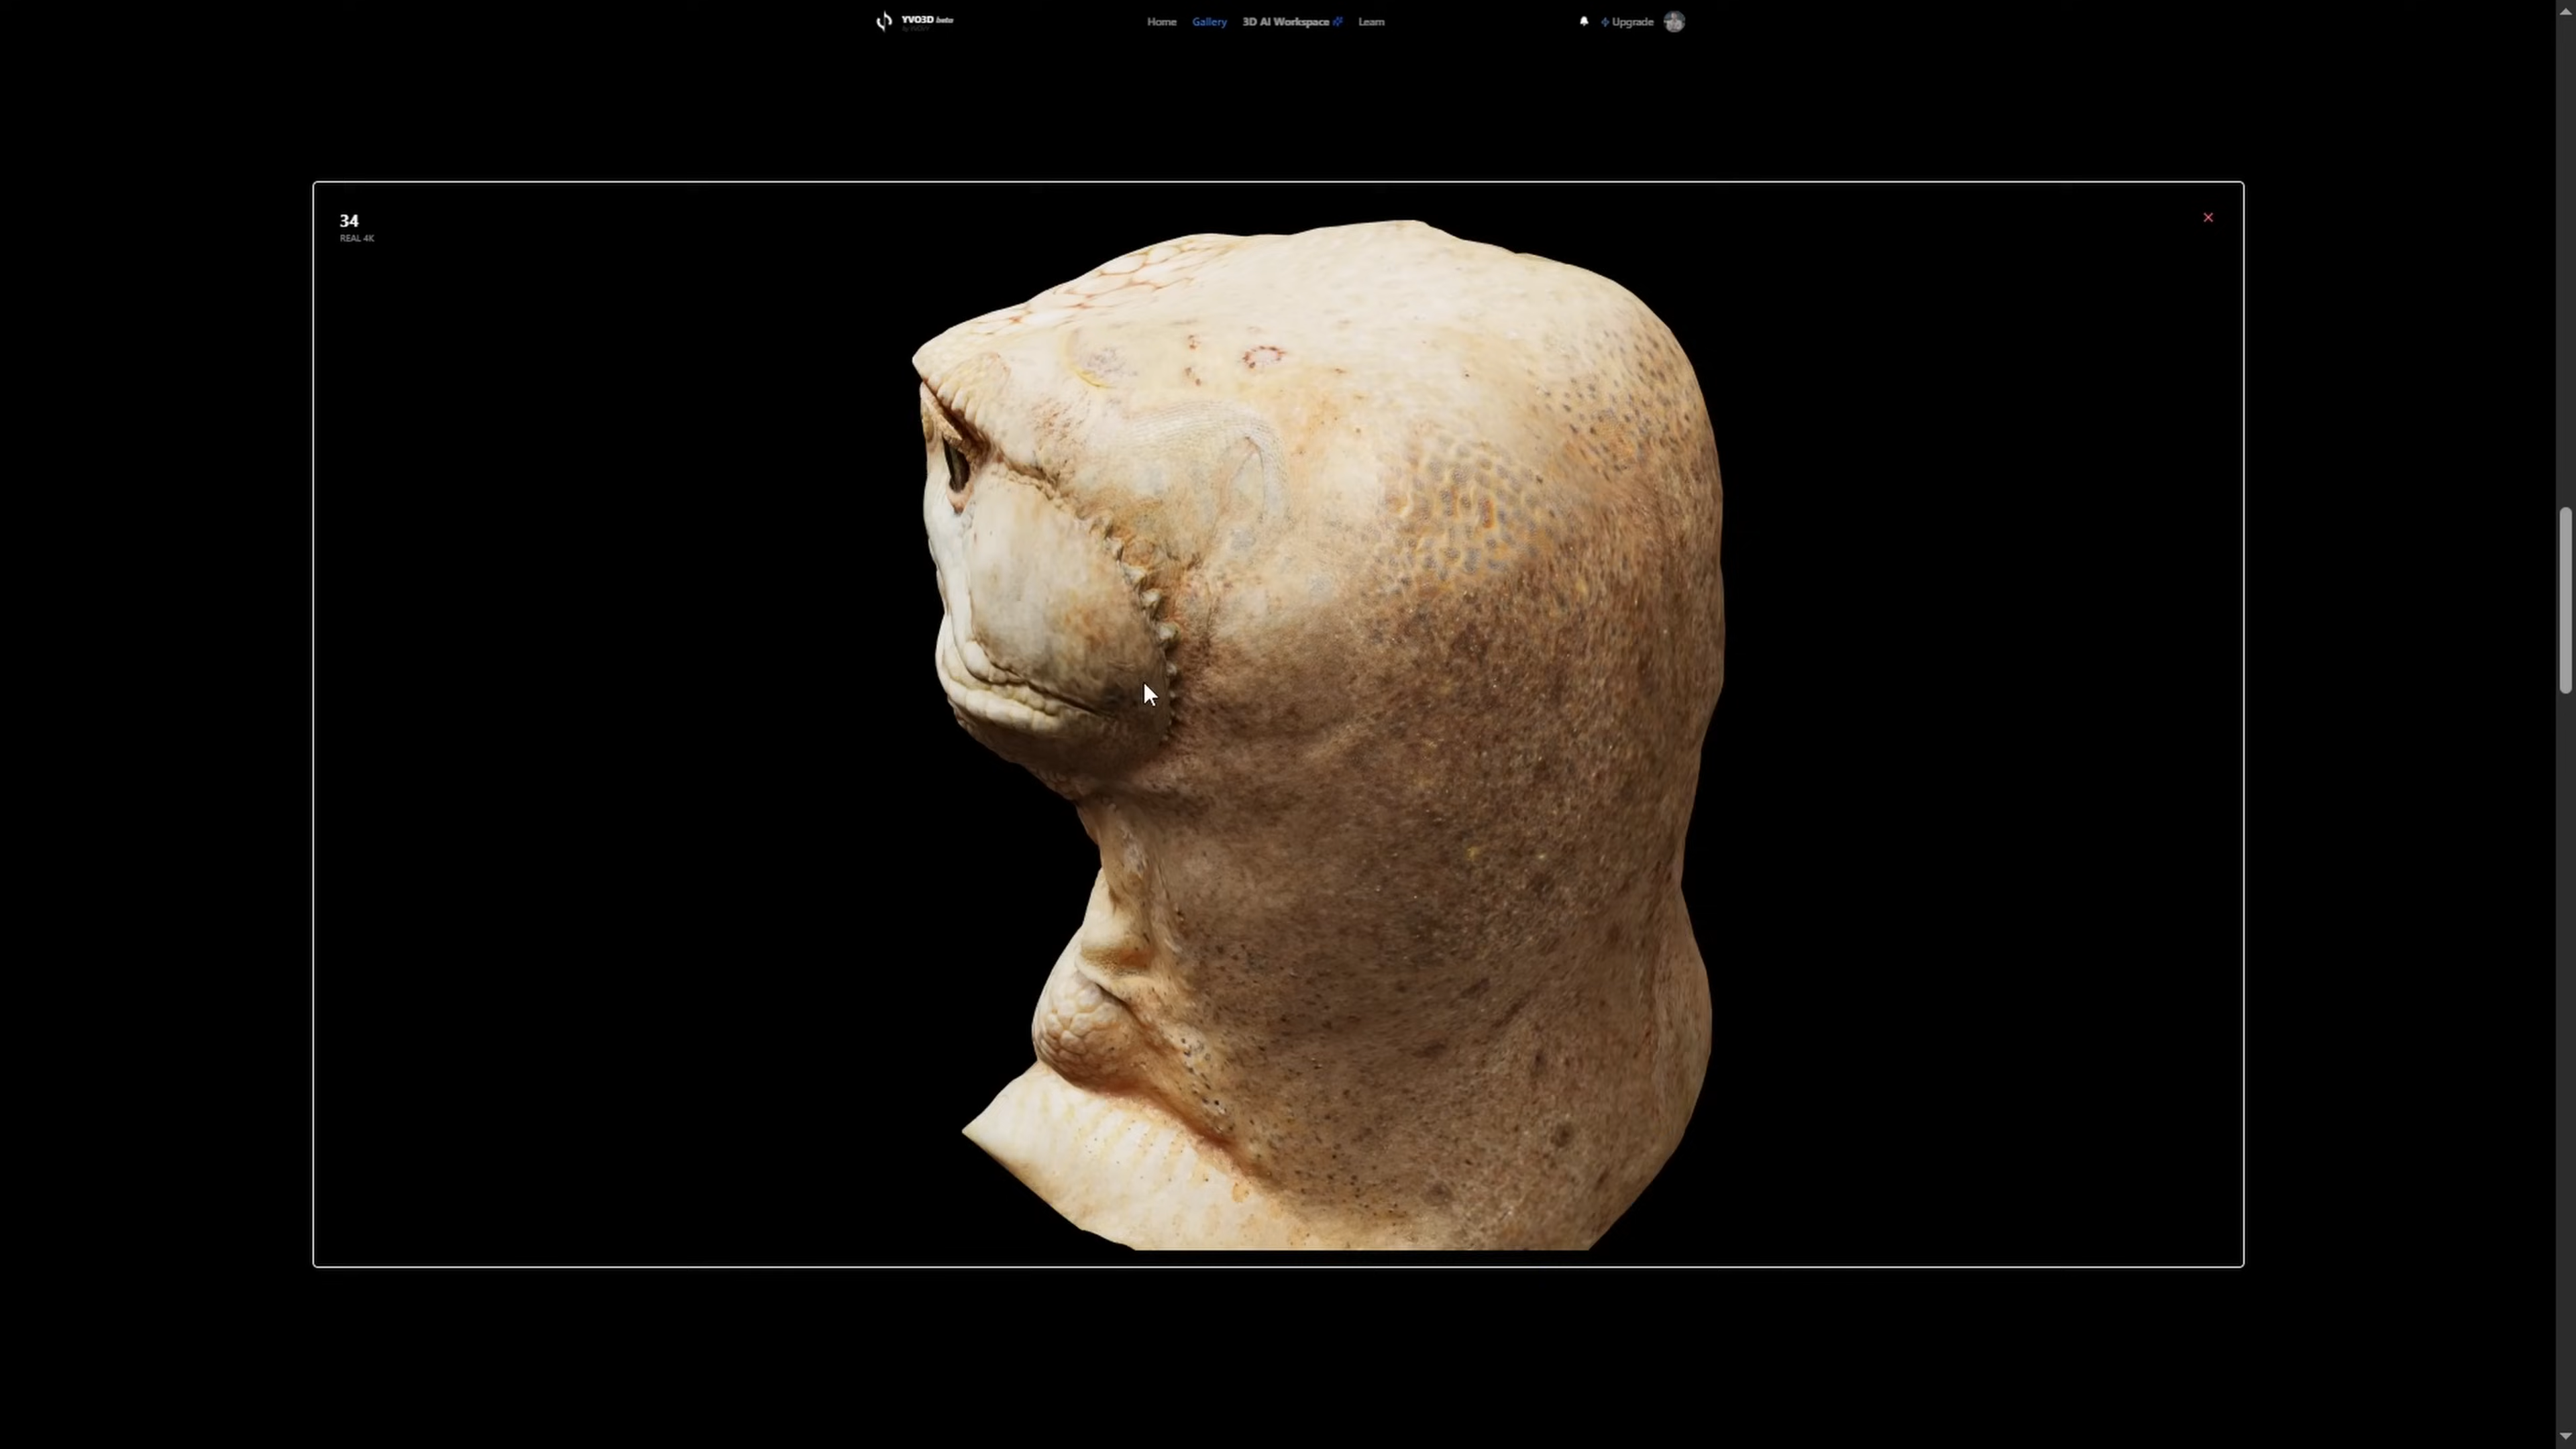 YVO3D beta
Home
Gallery
3D AI Workspace
Learn
Upgrade
34
REAL 4K